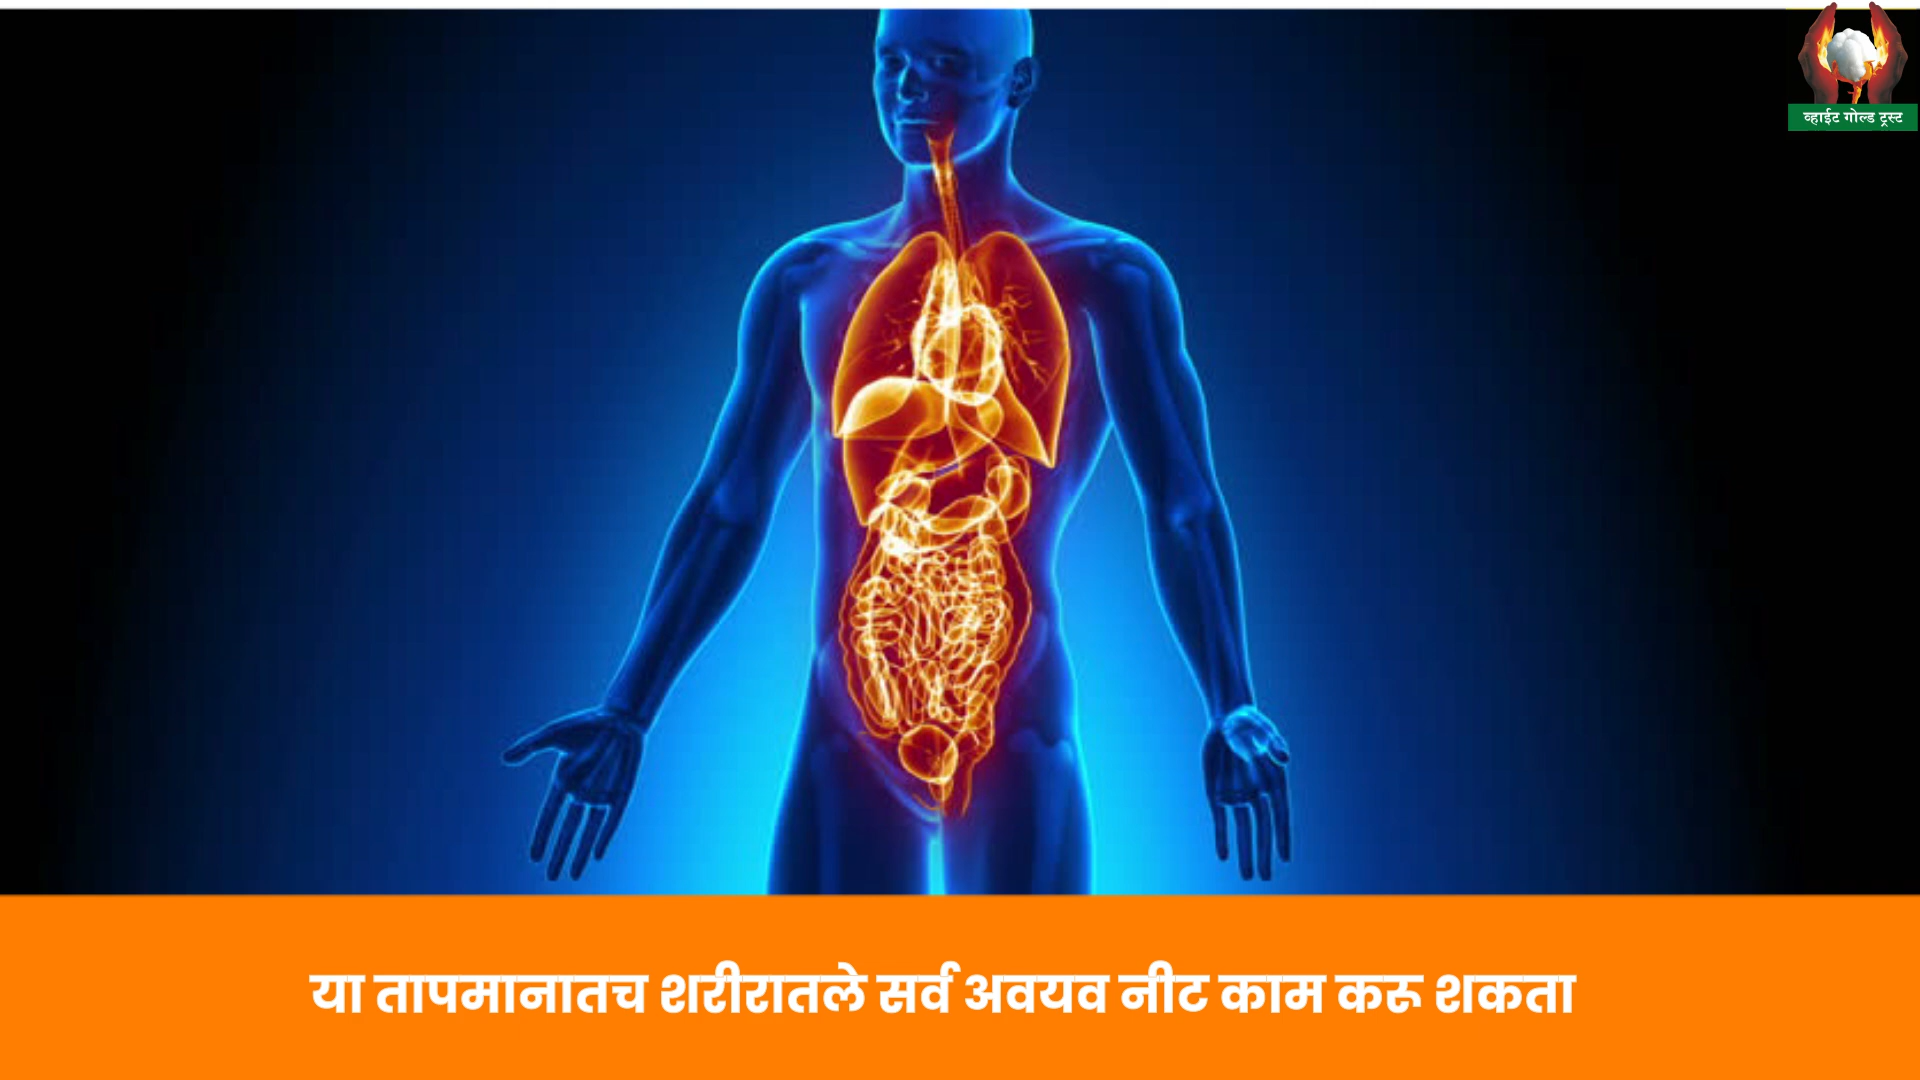 व्हाईट गोल्ड ट्रस्ट
या तापमानातच शरीरातले सर्व अवयव नीट काम करू शकता